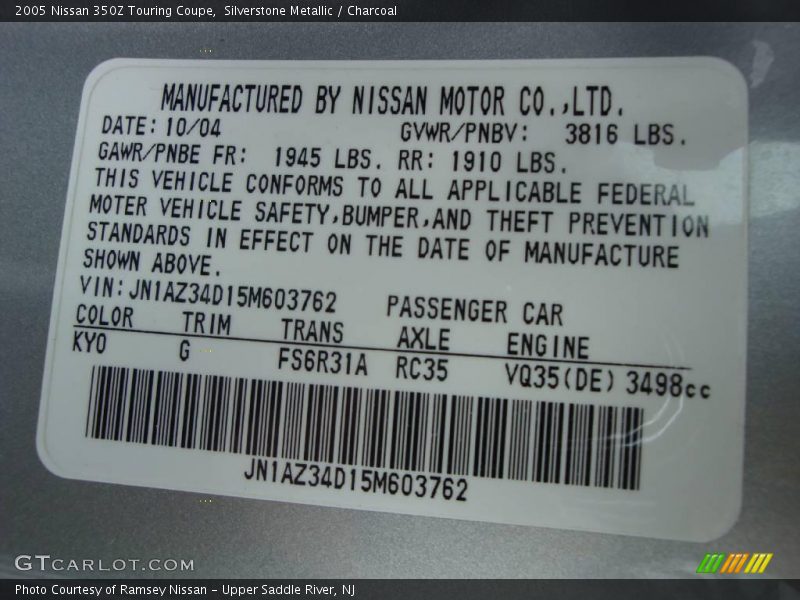 2005 Nissan 350Z Touring Coupe,  Silverstone Metallic / Charcoal
MANUFACTURED BY NISSAN MOTOR CO.,LTD.
DATE: 10/04 GVWR/PNBV: 3816 LBS.
GAWR/PNBE FR: 1945 LBS. RR: 1910 LBS.
THIS VEHICLE CONFORMS TO ALL APPLICABLE FEDERAL
MOTER VEHICLE SAFETY,BUMPER,AND THEFT PREVENTION
STANDARDS IN EFFECT ON THE DATE OF MANUFACTURE
SHOWN ABOVE.
VIN: JN1AZ34D15M603762 PASSENGER CAR
COLOR TRIM TRANS AXLE ENGINE
KY0 G FS6R31A RC35 VQ35(DE) 3498cc
JN1AZ34D15M603762
GTCARLOT.COM
Photo Courtesy of Ramsey Nissan - Upper Saddle River, NJ